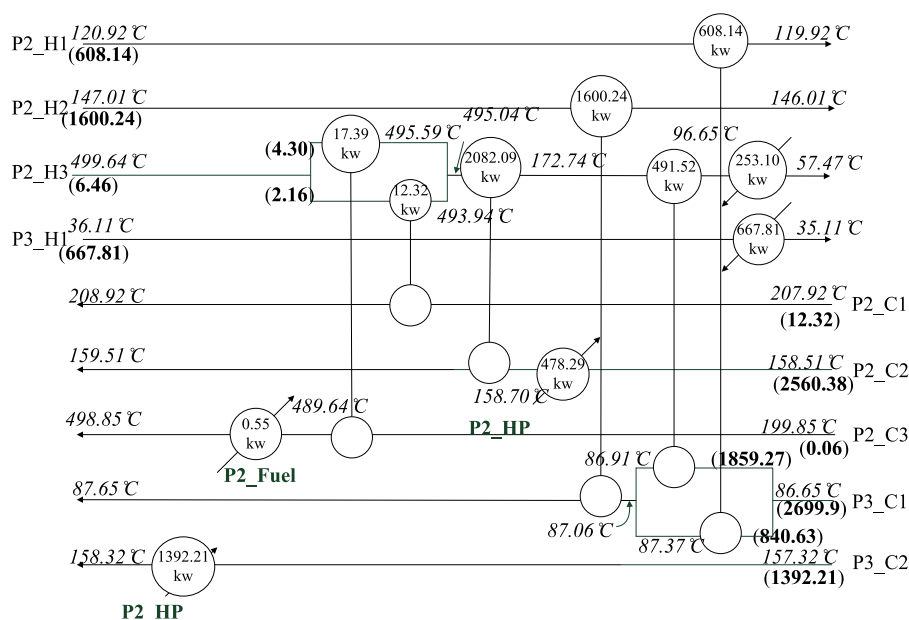 P2_H1
120.92℃
(608.14)
608.14
kw
119.92℃
P2_H2
147.01℃
(1600.24)
1600.24
kw
146.01℃
P2_H3
499.64℃
(6.46)
(4.30)
(2.16)
17.39
kw
495.59℃
12.32
kw
493.94℃
495.04℃
2082.09
kw
172.74℃
491.52
kw
96.65℃
253.10
kw
57.47℃
P3_H1
36.11℃
(667.81)
667.81
kw
35.11℃
208.92℃
207.92℃
(12.32)
P2_C1
159.51℃
478.29
kw
158.70℃
P2_HP
158.51℃
(2560.38)
P2_C2
498.85℃
0.55
kw
P2_Fuel
489.64℃
199.85℃
(0.06)
P2_C3
87.65℃
87.06℃
86.91℃
(1859.27)
87.37℃
(840.63)
86.65℃
(2699.9)
P3_C1
158.32℃
1392.21
kw
P2_HP
157.32℃
(1392.21)
P3_C2